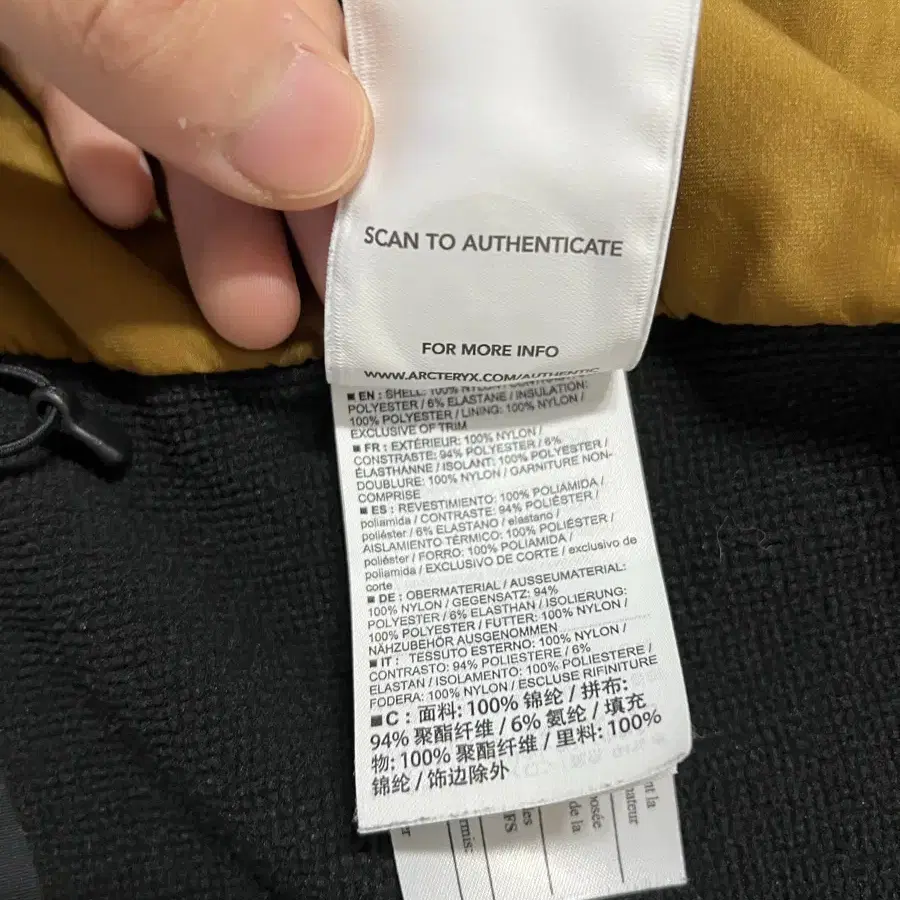 SCAN TO AUTHENTICATE
FOR MORE INFO
WWW.ARCTERYX.COM/AUTHENTIC
■ EN : SHELL: 100% NYLON / CONTRAST: 94%
POLYESTER / 6% ELASTANE / INSULATION:
100% POLYESTER / LINING: 100% NYLON /
EXCLUSIVE OF TRIM
■ FR : EXTÉRIEUR: 100% NYLON /
CONSTRASTE: 94% POLYESTER / 6%
ÉLASTHANNE / ISOLANT: 100% POLYESTER /
DOUBLURE: 100% NYLON / GARNITURE NON-
COMPRISE
■ ES : REVESTIMIENTO: 100% POLIAMIDA /
poliamida / CONTRASTE: 94% POLIÉSTER /
poliéster / 6% ELASTANO / elastano /
AISLAMIENTO TÉRMICO: 100% POLIÉSTER /
poliéster / FORRO: 100% POLIAMIDA /
poliamida / EXCLUSIVO DE CORTE / exclusivo de
corte
■ DE : OBERMATERIAL / AUSSEUMATERIAL:
100% NYLON / GEGENSATZ: 94%
POLYESTER / 6% ELASTHAN / ISOLIERUNG:
100% POLYESTER / FUTTER: 100% NYLON /
NÄHZUBEHÖR AUSGENOMMEN
■ IT : TESSUTO ESTERNO: 100% NYLON /
CONTRASTO: 94% POLIESTERE / 6%
ELASTAN / ISOLAMENTO: 100% POLIESTERE /
FODERA: 100% NYLON / ESCLUSE RIFINITURE
■ C : 面料: 100% 锦纶 / 拼布:
94% 聚酯纤维 / 6% 氨纶 / 填充
物: 100% 聚酯纤维 / 里料: 100%
锦纶 / 饰边除外
de la